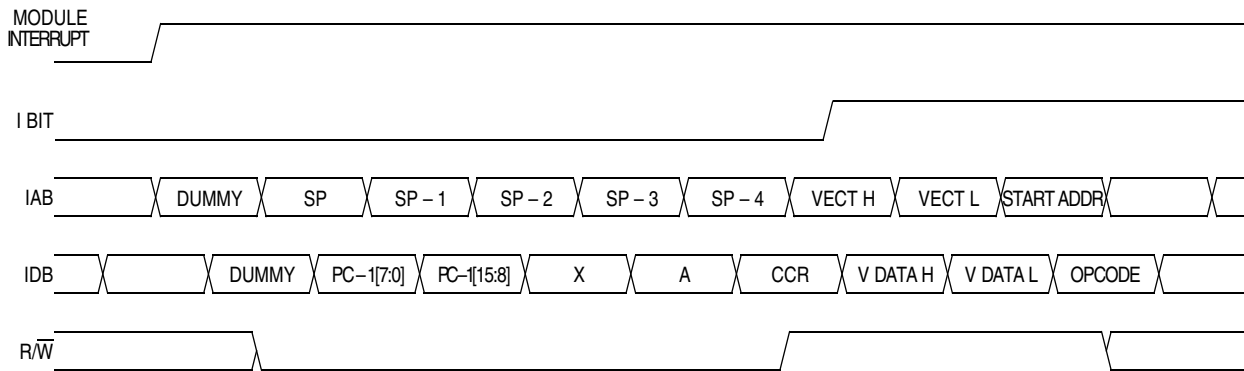 MODULE
INTERRUPT
I BIT
IAB DUMMY SP SP – 1 SP – 2 SP – 3 SP – 4 VECT H VECT L START ADDR
IDB DUMMY PC – 1[7:0] PC–1[15:8] X A CCR V DATA H V DATA L OPCODE
R/W̅